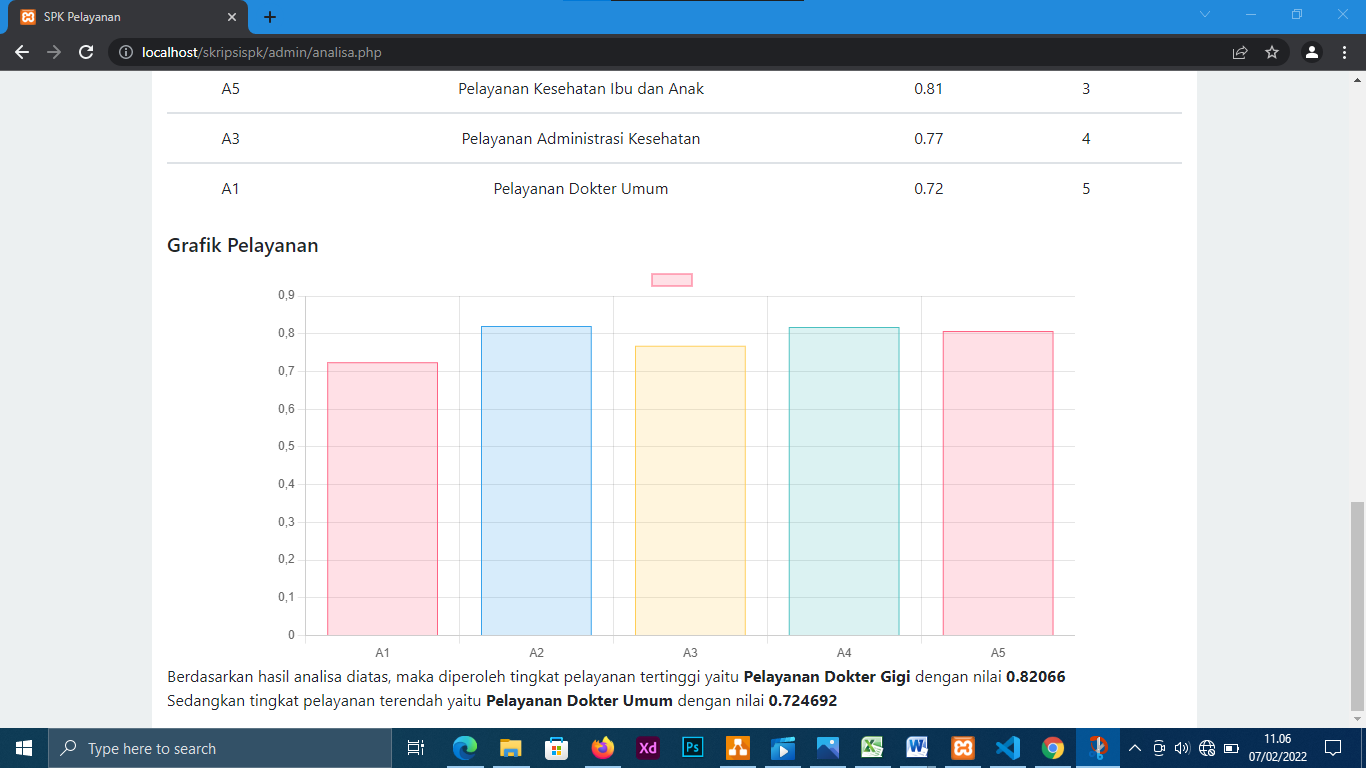 SPK Pelayanan
localhost/skripsispk/admin/analisa.php
A5 Pelayanan Kesehatan Ibu dan Anak 0.81 3
A3 Pelayanan Administrasi Kesehatan 0.77 4
A1 Pelayanan Dokter Umum 0.72 5
Grafik Pelayanan
0,9
0,8
0,7
0,6
0,5
0,4
0,3
0,2
0,1
0
A1 A2 A3 A4 A5
Berdasarkan hasil analisa diatas, maka diperoleh tingkat pelayanan tertinggi yaitu Pelayanan Dokter Gigi dengan nilai 0.82066
Sedangkan tingkat pelayanan terendah yaitu Pelayanan Dokter Umum dengan nilai 0.724692
Type here to search
Xd
Ps
11.06
07/02/2022